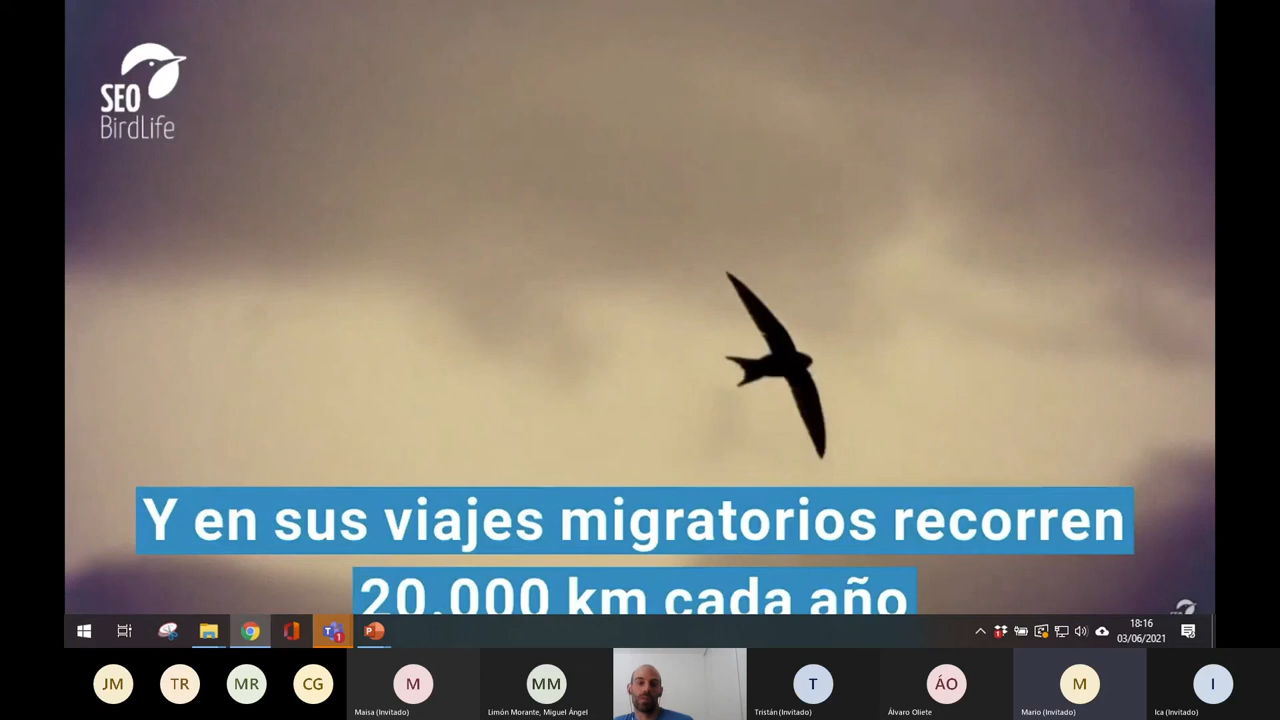 SEO
BirdLife
Y en sus viajes migratorios recorren
20.000 km cada año
18:16
03/06/2021
JM
TR
MR
CG
M
MM
T
ÁO
M
I
Maisa (Invitado)
Limón Morante, Miguel Ángel
Tristán (Invitado)
Álvaro Oliete
Mario (Invitado)
Ica (Invitado)